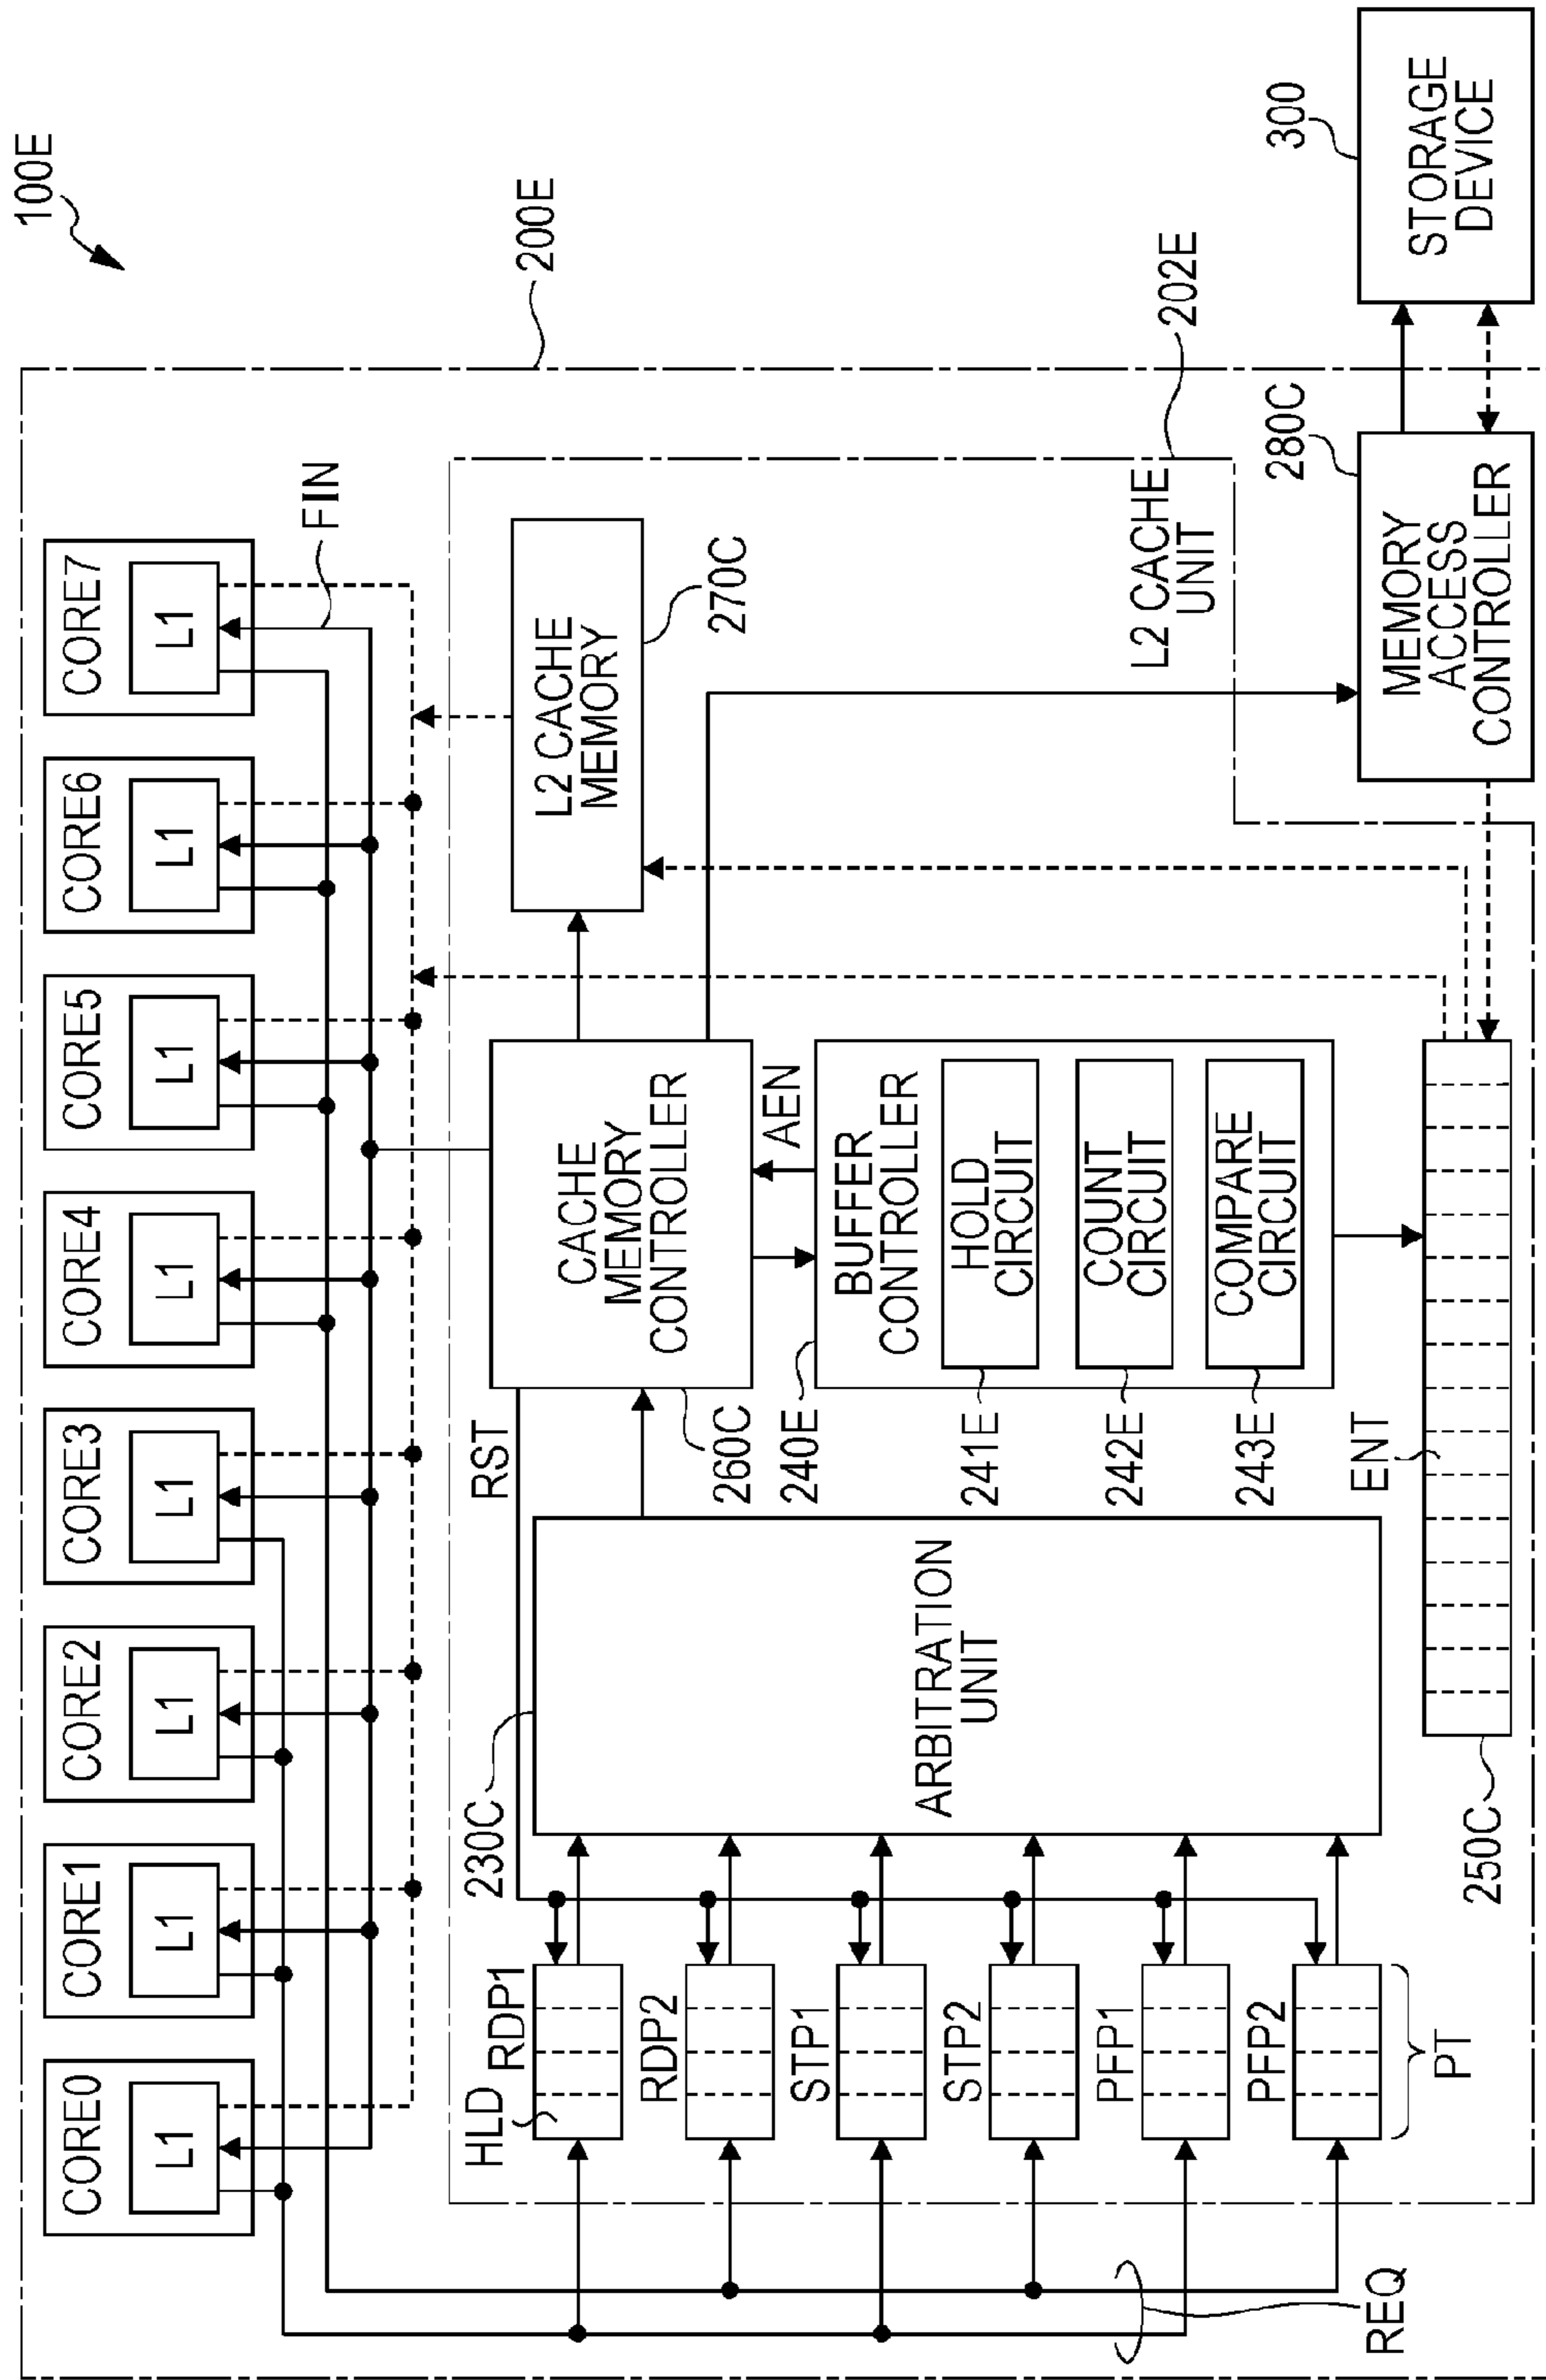 100E
200E
CORE0
L1
CORE1
L1
CORE2
L1
CORE3
L1
CORE4
L1
CORE5
L1
CORE6
L1
CORE7
L1
FIN
202E
L2 CACHE
UNIT
HLD
RDP1
RDP2
STP1
STP2
PFP1
PFP2
PT
REQ
230C
ARBITRATION
UNIT
RST
260C
CACHE
MEMORY
CONTROLLER
AEN
240E
BUFFER
CONTROLLER
241E
HOLD
CIRCUIT
242E
COUNT
CIRCUIT
243E
COMPARE
CIRCUIT
ENT
250C
L2 CACHE
MEMORY
270C
280C
MEMORY
ACCESS
CONTROLLER
300
STORAGE
DEVICE